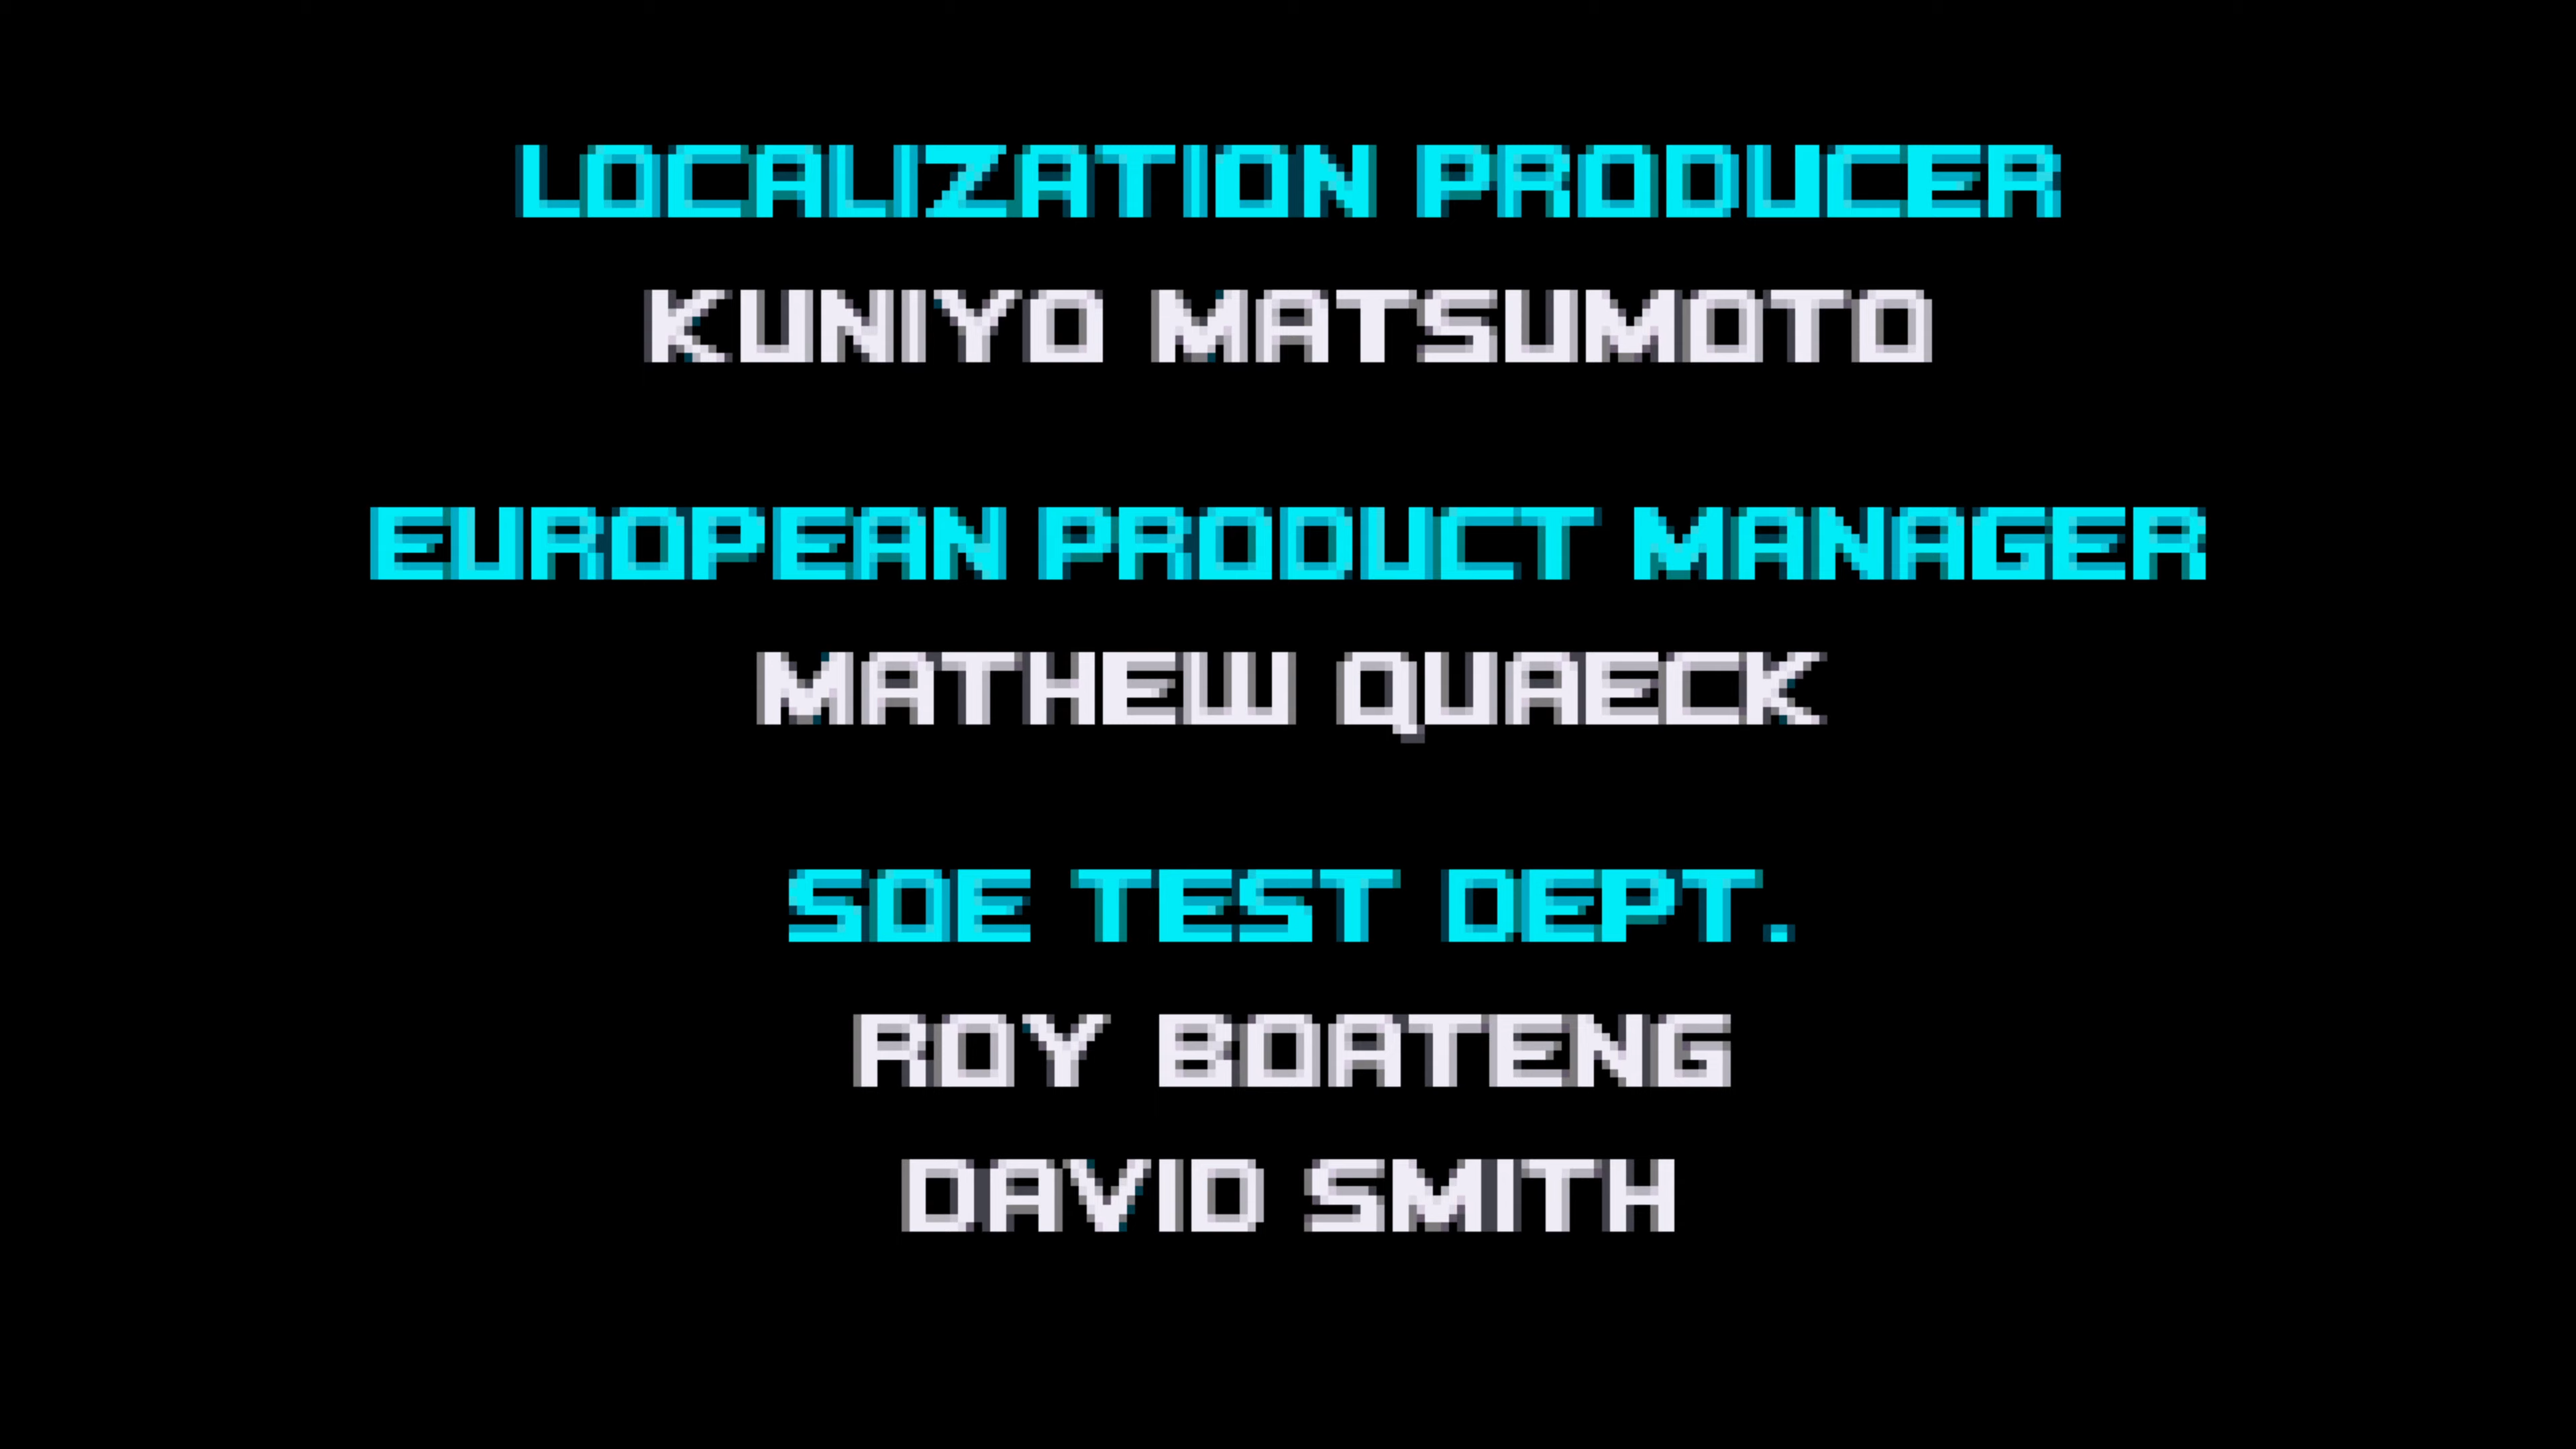 LOCALIZATION PRODUCER
KUNIYO MATSUMOTO
EUROPEAN PRODUCT MANAGER
MATHEW QUAECK
SOE TEST DEPT.
ROY BOATENG
DAVID SMITH